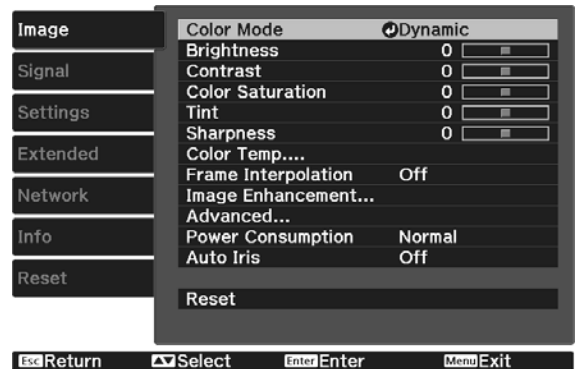 Image
Signal
Settings
Extended
Network
Info
Reset
Color Mode Dynamic
Brightness 0
Contrast 0
Color Saturation 0
Tint 0
Sharpness 0
Color Temp....
Frame Interpolation Off
Image Enhancement...
Advanced...
Power Consumption Normal
Auto Iris Off
Reset
Esc Return Select Enter Enter Menu Exit